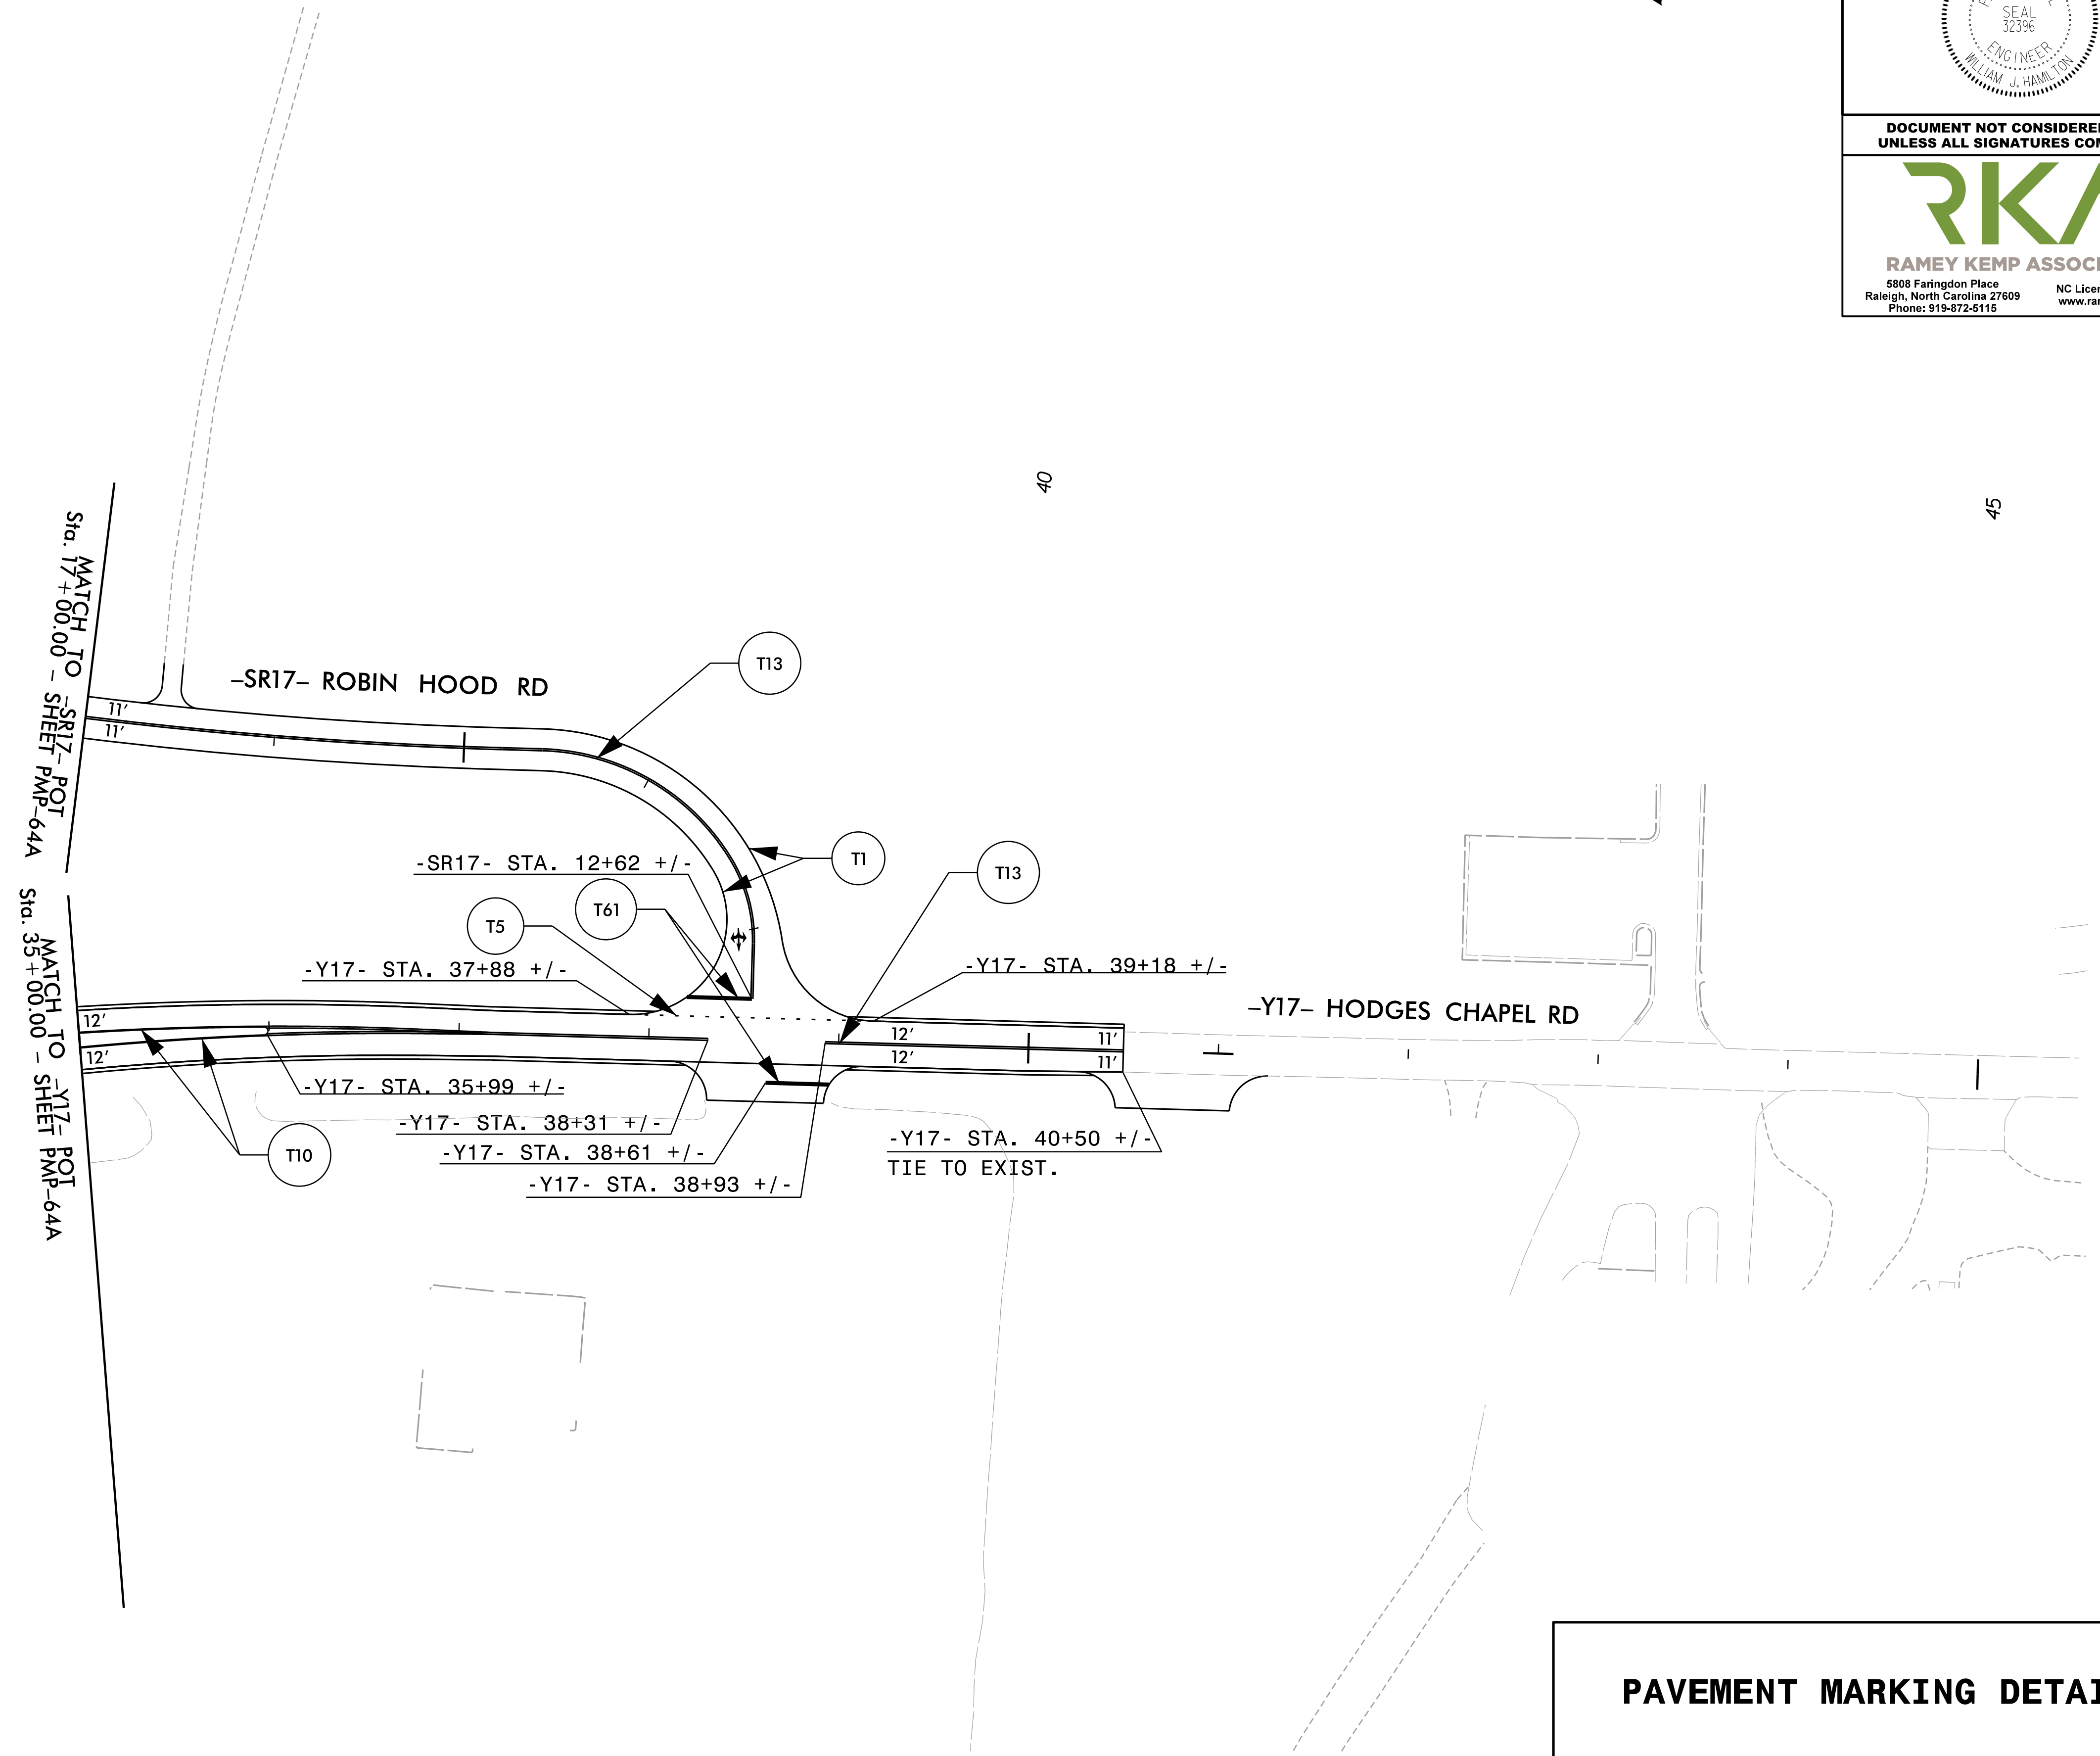 SEAL
32396
ENGINEER
WILLIAM J. HAMILTON
DOCUMENT NOT CONSIDERE
UNLESS ALL SIGNATURES CO
RKA
RAMEY KEMP ASSOCI
5808 Faringdon Place
Raleigh, North Carolina 27609
Phone: 919-872-5115
NC Licen
www.ra
40
45
MATCH TO -SR17- POT
Sta. 17+00.00 - SHEET PMP-64A
-SR17- ROBIN HOOD RD
T13
11'
11'
T1
-SR17- STA. 12+62 +/-
T13
T61
T5
-Y17- STA. 37+88 +/-
-Y17- STA. 39+18 +/-
-Y17- HODGES CHAPEL RD
MATCH TO -Y17- POT
Sta. 35+00.00 - SHEET PMP-64A
12'
12'
12'
11'
12'
11'
-Y17- STA. 35+99 +/-
-Y17- STA. 38+31 +/-
-Y17- STA. 38+61 +/-
-Y17- STA. 38+93 +/-
-Y17- STA. 40+50 +/-
TIE TO EXIST.
T10
PAVEMENT MARKING DETAI